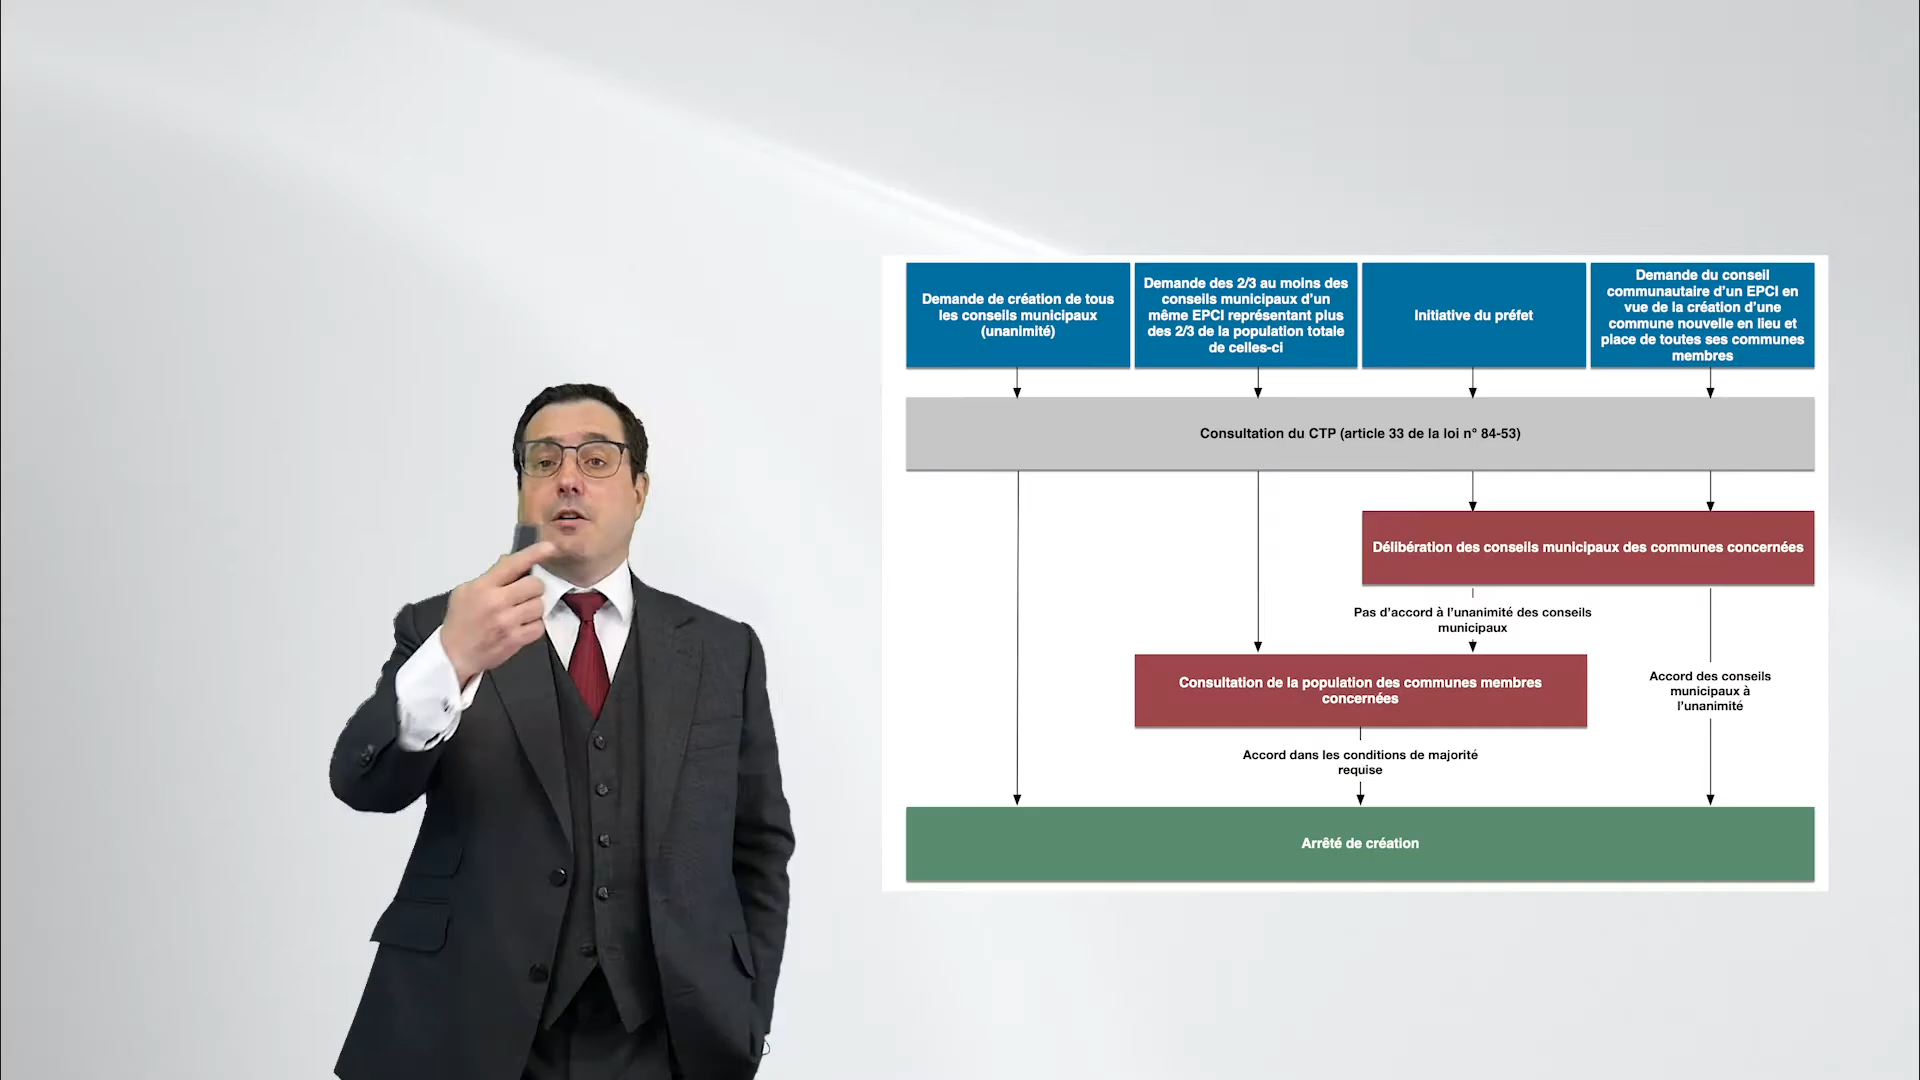 Demande de création de tous
les conseils municipaux
(unanimité)
Demande des 2/3 au moins des
conseils municipaux d’un
même EPCI représentant plus
des 2/3 de la population totale
de celles-ci
Initiative du préfet
Demande du conseil
communautaire d’un EPCI en
vue de la création d’une
commune nouvelle en lieu et
place de toutes ses communes
membres
Consultation du CTP (article 33 de la loi n° 84-53)
Délibération des conseils municipaux des communes concernées
Pas d’accord à l’unanimité des conseils
municipaux
Consultation de la population des communes membres
concernées
Accord des conseils
municipaux à
l’unanimité
Accord dans les conditions de majorité
requise
Arrêté de création